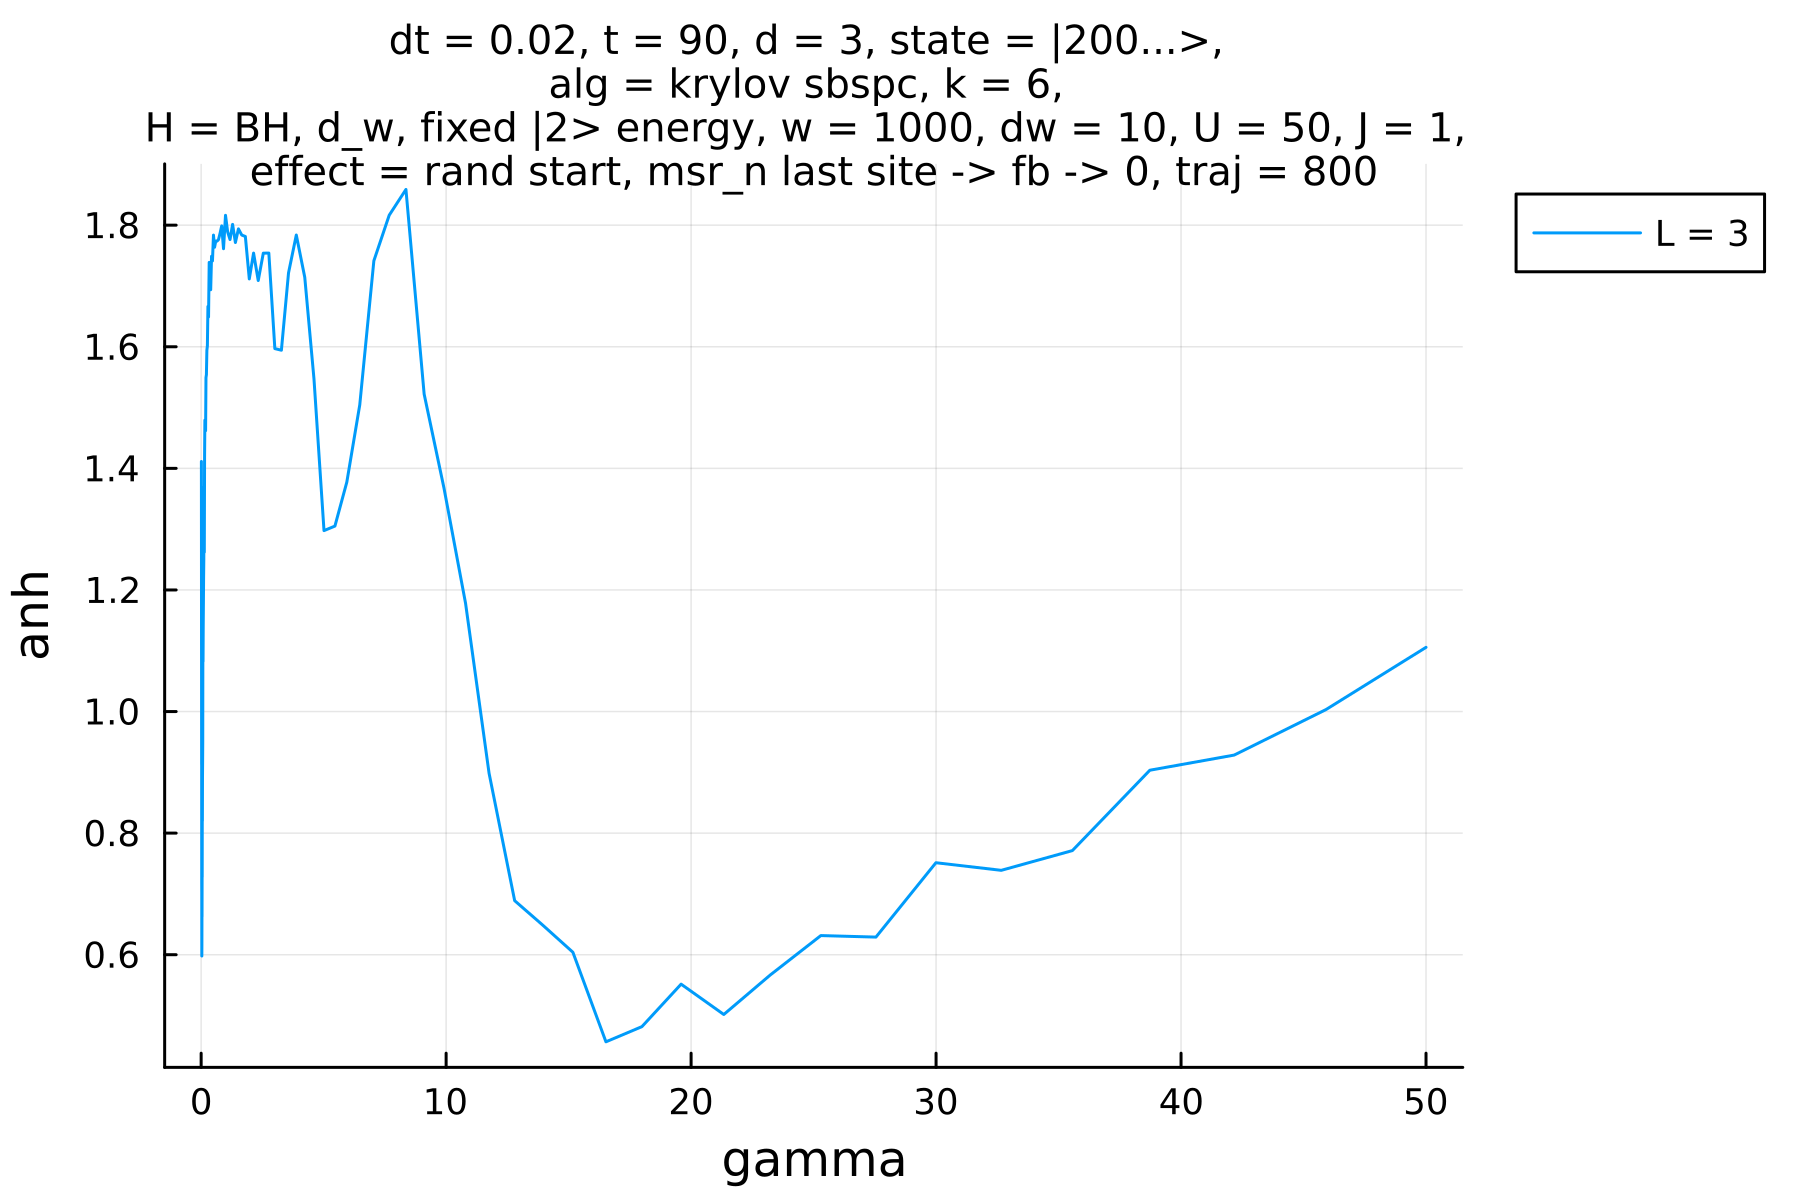 dt = 0.02, t = 90, d = 3, state = |200...>,
alg = krylov sbspc, k = 6,
H = BH, d_w, fixed |2> energy, w = 1000, dw = 10, U = 50, J = 1,
effect = rand start, msr_n last site -> fb -> 0, traj = 800
L = 3
1.8
1.6
1.4
1.2
1.0
0.8
0.6
anh
0 10 20 30 40 50
gamma